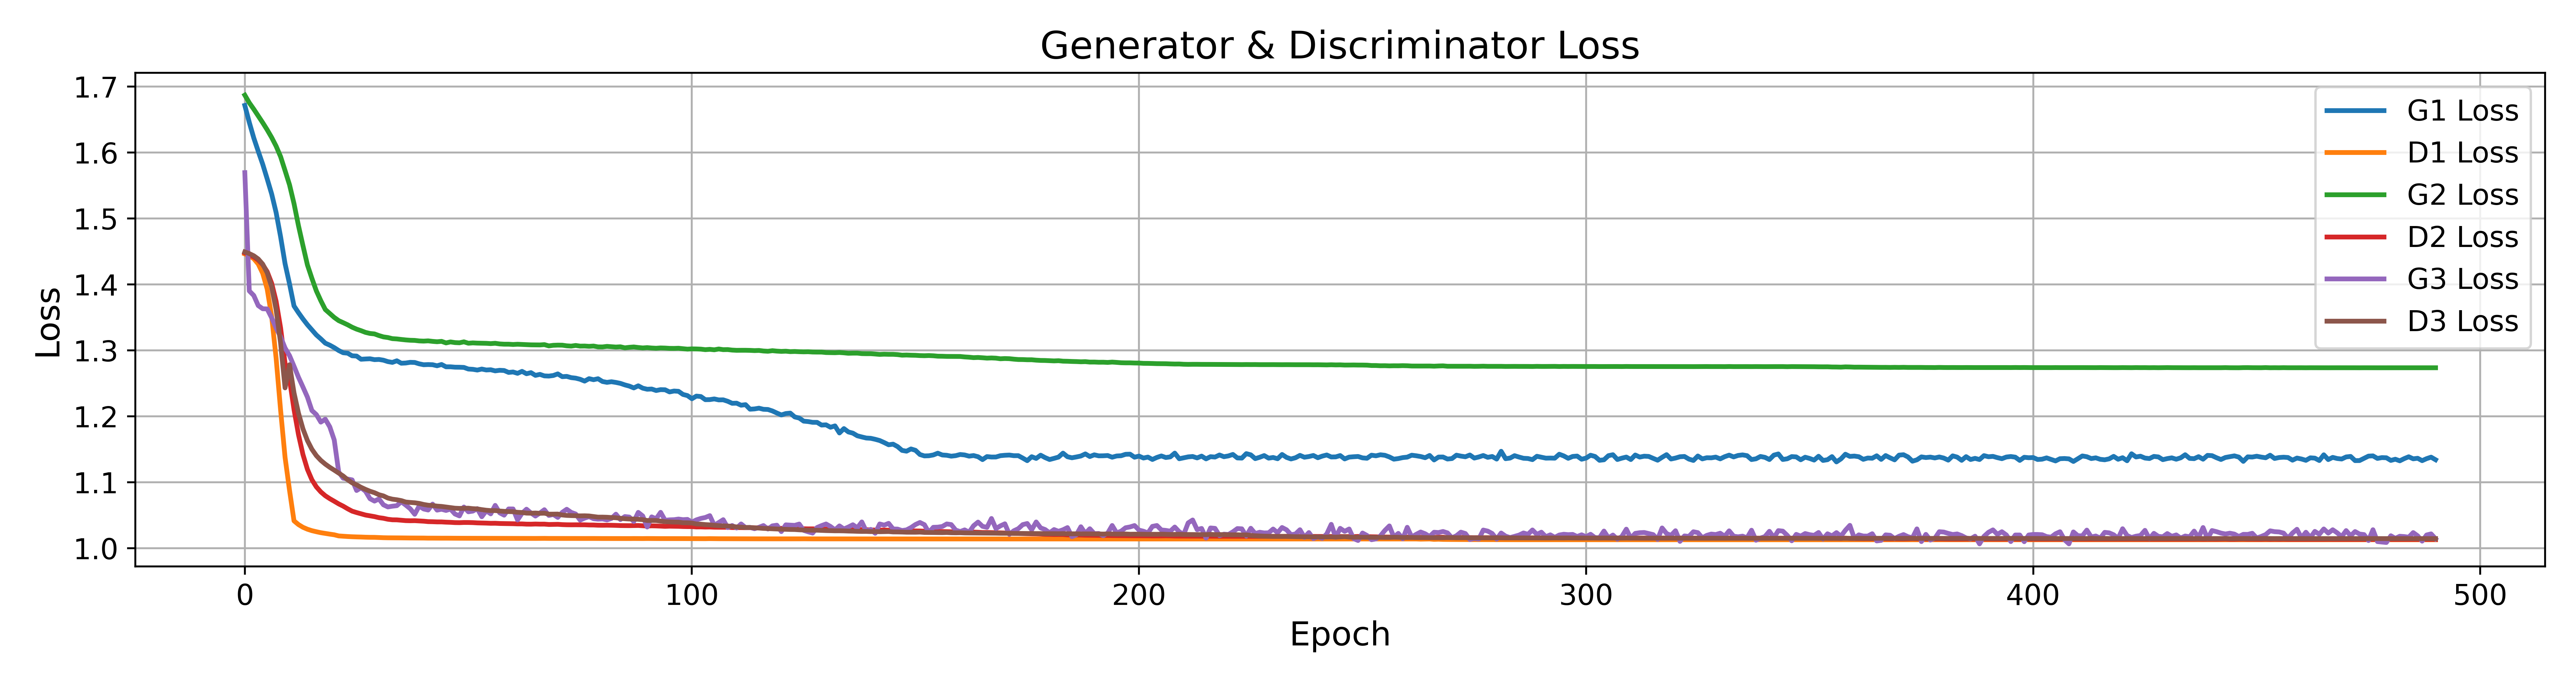 Generator & Discriminator Loss
1.7
1.6
1.5
1.4
1.3
1.2
1.1
1.0
Loss
G1 Loss
D1 Loss
G2 Loss
D2 Loss
G3 Loss
D3 Loss
0 100 200 300 400 500
Epoch